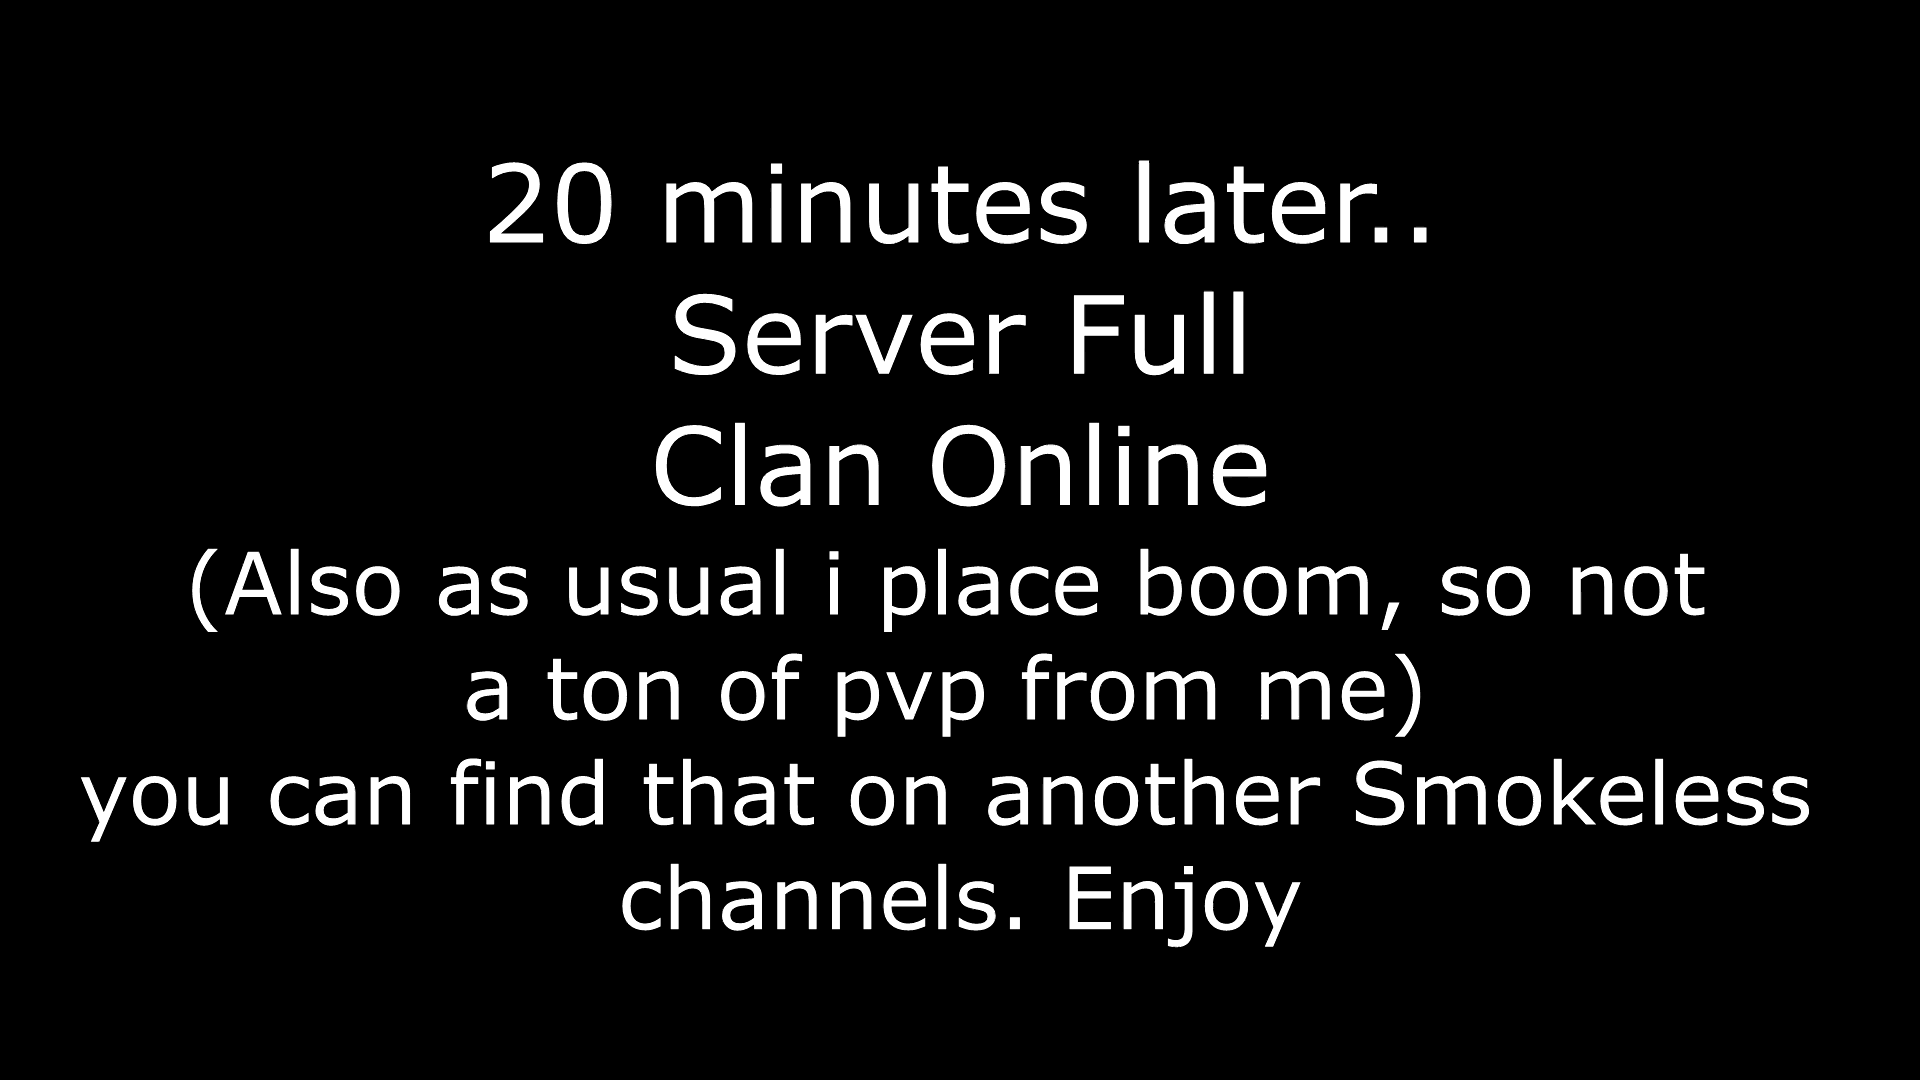 20 minutes later..
Server Full
Clan Online
(Also as usual i place boom, so not
a ton of pvp from me)
you can find that on another Smokeless
channels. Enjoy